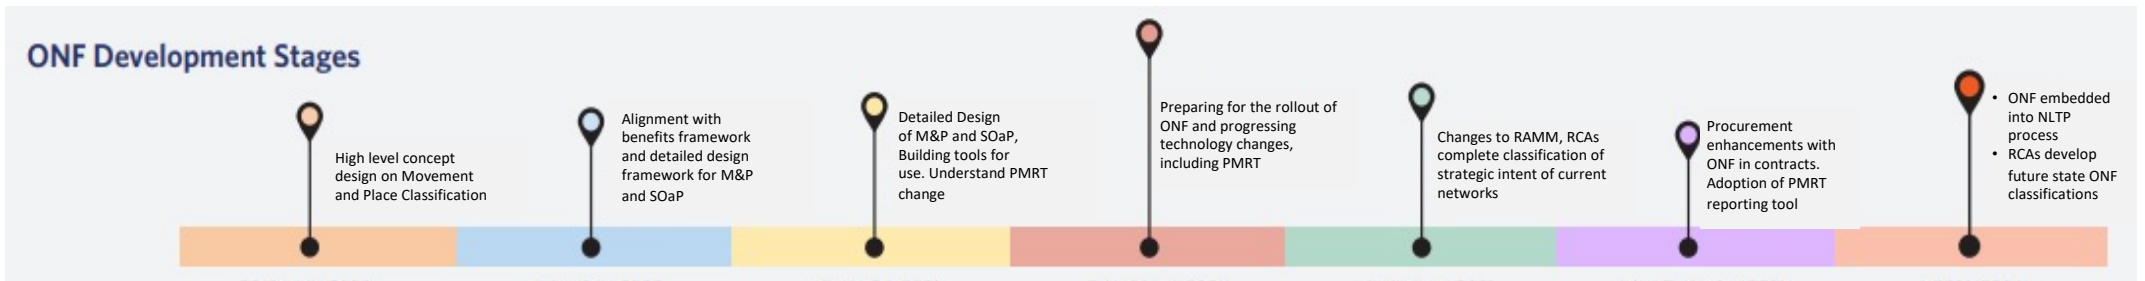 ONF Development Stages
High level concept
design on Movement
and Place Classification
Alignment with
benefits framework
and detailed design
framework for M&P
and SOaP
Detailed Design
of M&P and SOaP,
Building tools for
use. Understand PMRT
change
Preparing for the rollout of
ONF and progressing
technology changes,
including PMRT
Changes to RAMM, RCAs
complete classification of
strategic intent of current
networks
Procurement
enhancements with
ONF in contracts.
Adoption of PMRT
reporting tool
• ONF embedded
into NLTP
process
• RCAs develop
future state ONF
classifications